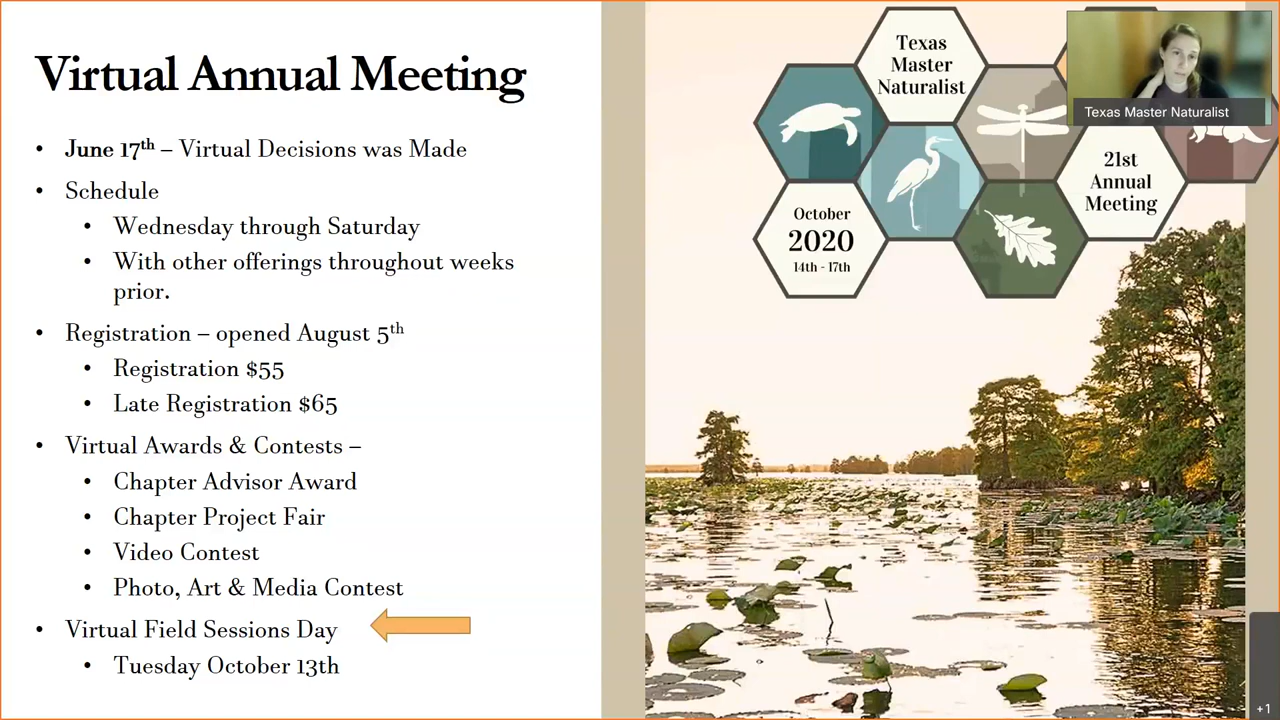 Virtual Annual Meeting
• June 17th – Virtual Decisions was Made
• Schedule
• Wednesday through Saturday
• With other offerings throughout weeks
prior.
• Registration – opened August 5th
• Registration $55
• Late Registration $65
• Virtual Awards & Contests –
• Chapter Advisor Award
• Chapter Project Fair
• Video Contest
• Photo, Art & Media Contest
• Virtual Field Sessions Day
• Tuesday October 13th
Texas
Master
Naturalist
21st
Annual
Meeting
October
2020
14th - 17th
Texas Master Naturalist
+1